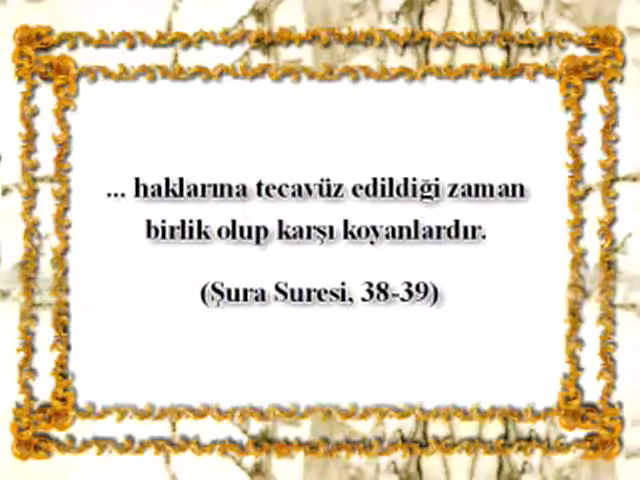 ... haklarına tecavüz edildiği zaman
birlik olup karşı koyanlardır.
(Şura Suresi, 38-39)